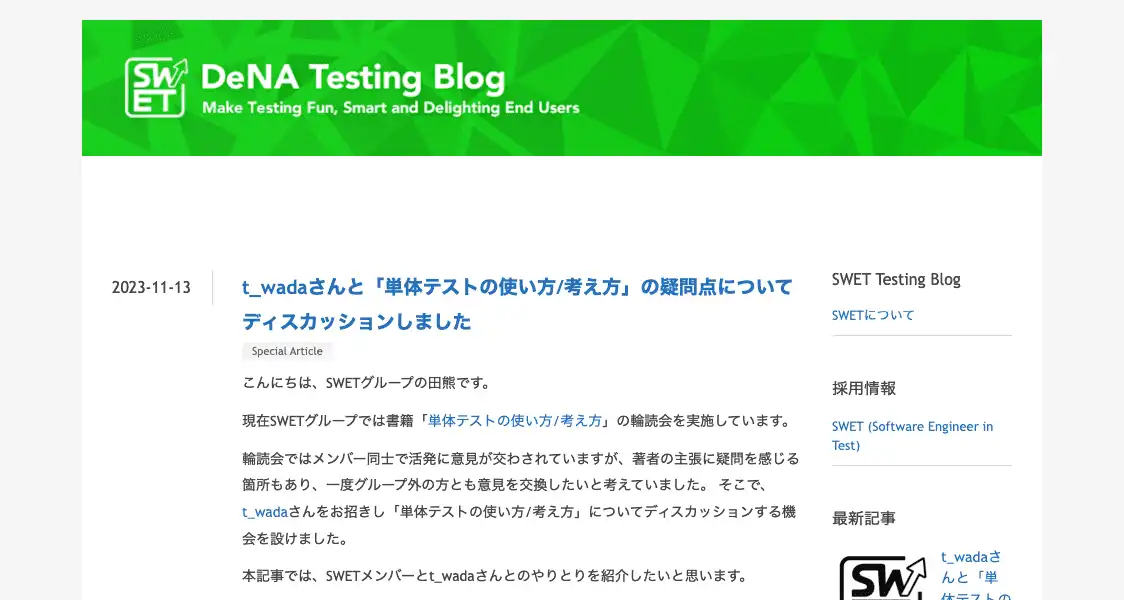 SWET
DeNA Testing Blog
Make Testing Fun, Smart and Delighting End Users
2023-11-13
t_wadaさんと「単体テストの使い方/考え方」の疑問点について
ディスカッションしました
Special Article
こんにちは、SWETグループの田熊です。
現在SWETグループでは書籍「単体テストの使い方/考え方」の輪読会を実施しています。
輪読会ではメンバー同士で活発に意見が交わされていますが、著者の主張に疑問を感じる
箇所もあり、一度グループ外の方とも意見を交換したいと考えていました。 そこで、
t_wadaさんをお招きし「単体テストの使い方/考え方」についてディスカッションする機
会を設けました。
本記事では、SWETメンバーとt_wadaさんとのやりとりを紹介したいと思います。
SWET Testing Blog
SWETについて
採用情報
SWET (Software Engineer in
Test)
最新記事
SW
t_wadaさ
んと「単
体テストの